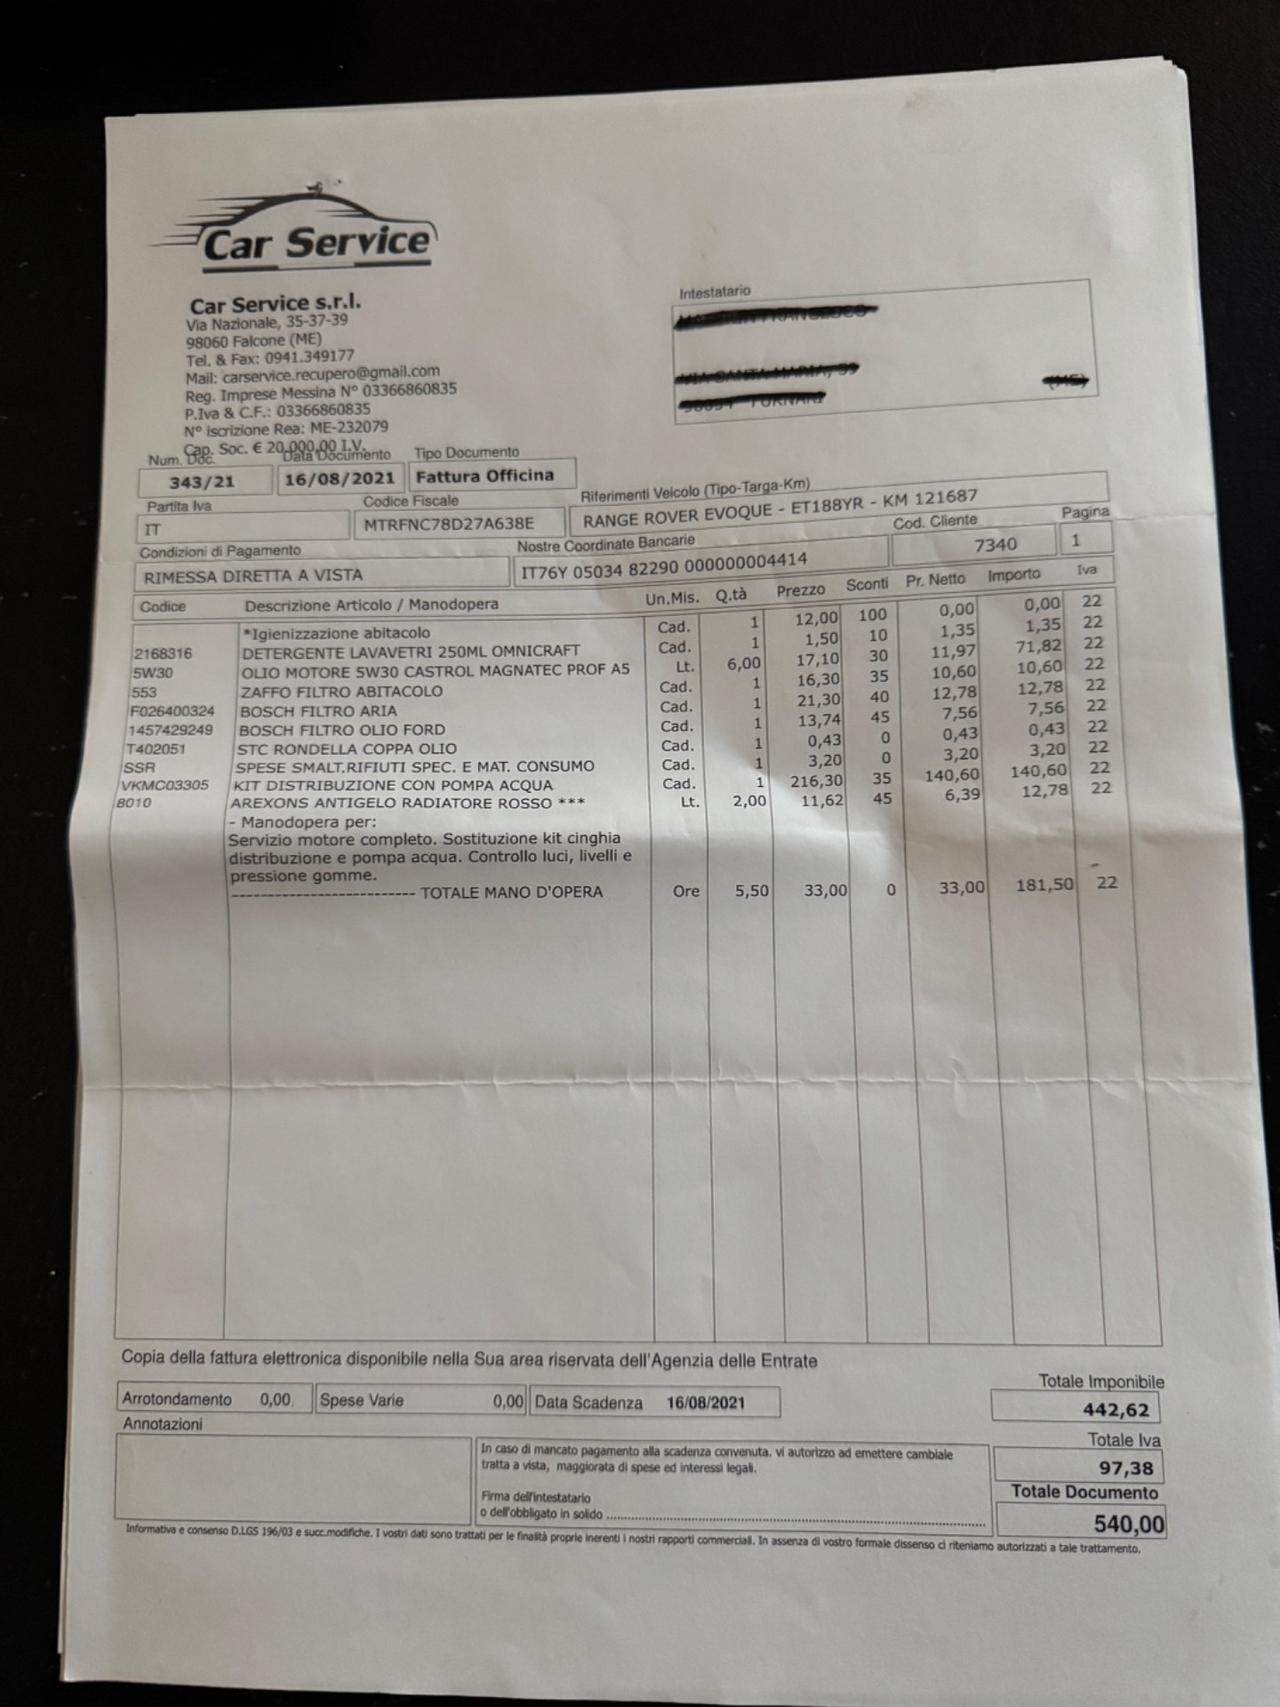 Car Service
Car Service s.r.l.
Via Nazionale, 35-37-39
98060 Falcone (ME)
Tel. & Fax: 0941.349177
Mail: carservice.recupero@gmail.com
Reg. Imprese Messina N° 03366860835
P.Iva & C.F.: 03366860835
N° iscrizione Rea: ME-232079
Cap. Soc. € 20.000,00 I.V.
Intestatario
Num. Doc. Data Documento Tipo Documento
343/21 16/08/2021 Fattura Officina
Partita Iva Codice Fiscale Riferimenti Veicolo (Tipo-Targa-Km)
IT MTRFNC78D27A638E RANGE ROVER EVOQUE - ET188YR - KM 121687
Condizioni di Pagamento Nostre Coordinate Bancarie Cod. Cliente Pagina
RIMESSA DIRETTA A VISTA IT76Y 05034 82290 000000004414 7340 1
Codice Descrizione Articolo / Manodopera Un.Mis. Q.tà Prezzo Sconti Pr. Netto Importo Iva
*Igienizzazione abitacolo Cad. 1 12,00 100 0,00 0,00 22
2168316 DETERGENTE LAVAVETRI 250ML OMNICRAFT Cad. 1 1,50 10 1,35 1,35 22
5W30 OLIO MOTORE 5W30 CASTROL MAGNATEC PROF A5 Lt. 6,00 17,10 30 11,97 71,82 22
553 ZAFFO FILTRO ABITACOLO Cad. 1 16,30 35 10,60 10,60 22
F026400324 BOSCH FILTRO ARIA Cad. 1 21,30 40 12,78 12,78 22
1457429249 BOSCH FILTRO OLIO FORD Cad. 1 13,74 45 7,56 7,56 22
T402051 STC RONDELLA COPPA OLIO Cad. 1 0,43 0 0,43 0,43 22
SSR SPESE SMALT.RIFIUTI SPEC. E MAT. CONSUMO Cad. 1 3,20 0 3,20 3,20 22
VKMC03305 KIT DISTRIBUZIONE CON POMPA ACQUA Cad. 1 216,30 35 140,60 140,60 22
8010 AREXONS ANTIGELO RADIATORE ROSSO *** Lt. 2,00 11,62 45 6,39 12,78 22
- Manodopera per:
Servizio motore completo. Sostituzione kit cinghia
distribuzione e pompa acqua. Controllo luci, livelli e
pressione gomme.
-------------------------- TOTALE MANO D'OPERA Ore 5,50 33,00 0 33,00 181,50 22
Copia della fattura elettronica disponibile nella Sua area riservata dell'Agenzia delle Entrate
Arrotondamento 0,00. Spese Varie 0,00 Data Scadenza 16/08/2021
Totale Imponibile
442,62
Annotazioni
In caso di mancato pagamento alla scadenza convenuta. vi autorizzo ad emettere cambiale
tratta a vista, maggiorata di spese ed interessi legali.
Totale Iva
97,38
Firma dell'intestatario
o dell'obbligato in solido ........................................................................
Totale Documento
540,00
Informativa e consenso D.LGS 196/03 e succ.modifiche. I vostri dati sono trattati per le finalità proprie inerenti i nostri rapporti commerciali. In assenza di vostro formale dissenso ci riteniamo autorizzati a tale trattamento.